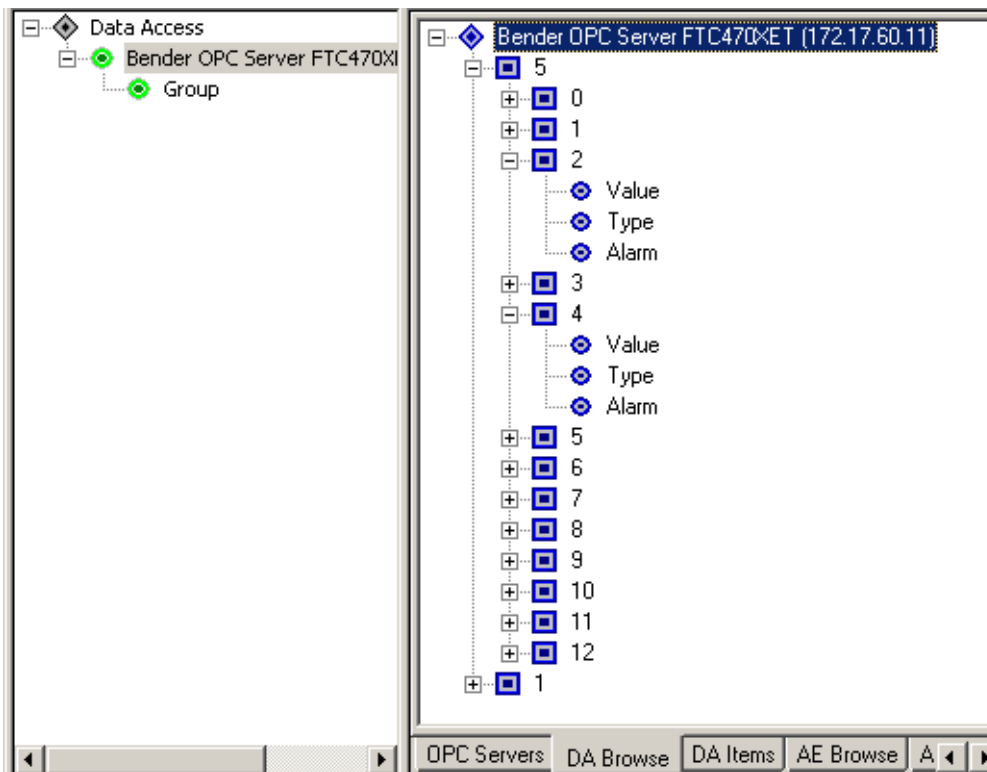 Data Access
Bender OPC Server FTC470XI
Group
Bender OPC Server FTC470XET (172.17.60.11)
5
0
1
2
Value
Type
Alarm
3
4
Value
Type
Alarm
5
6
7
8
9
10
11
12
1
OPC Servers DA Browse DA Items AE Browse A